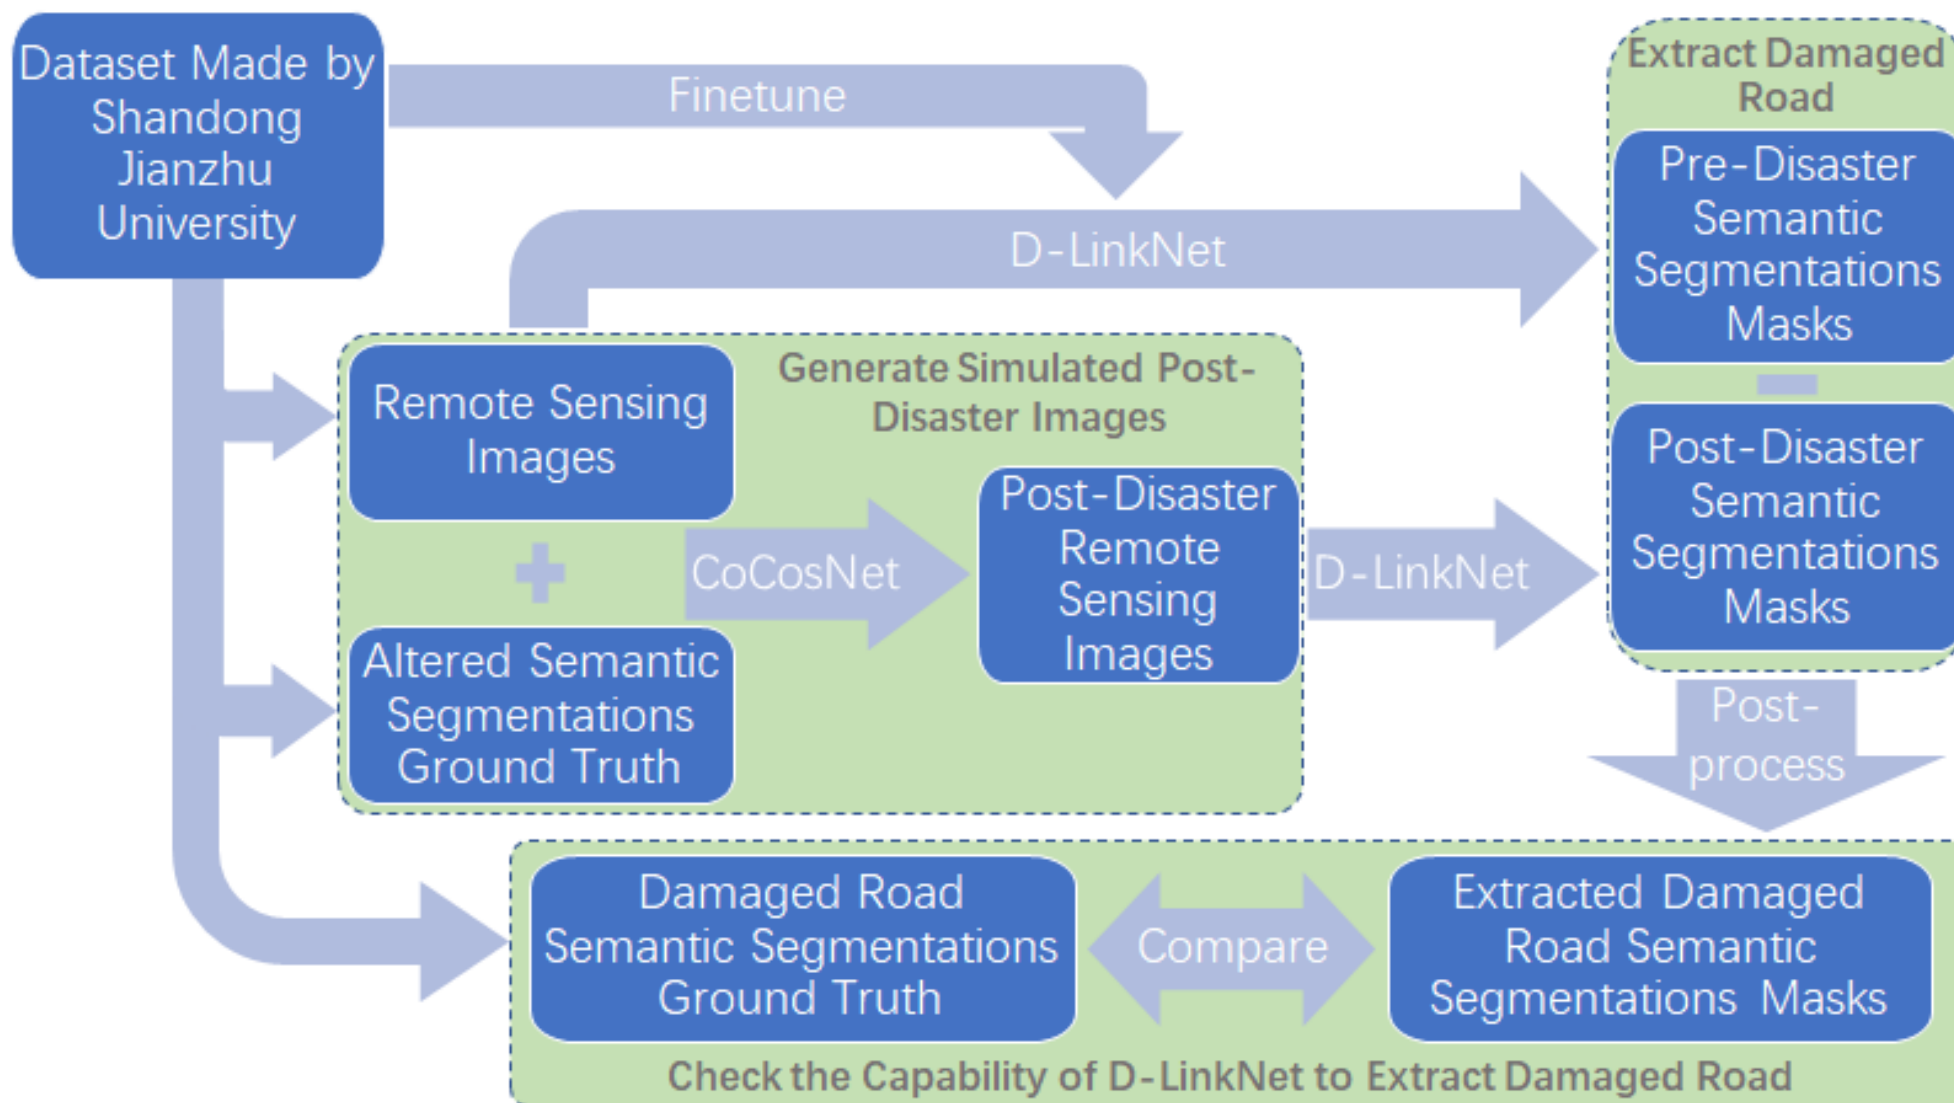 Dataset Made by
Shandong
Jianzhu
University
Finetune
D-LinkNet
Extract Damaged
Road
Pre-Disaster
Semantic
Segmentations
Masks
Remote Sensing
Images
Generate Simulated Post-
Disaster Images
Post-Disaster
Remote
Sensing
Images
CoCosNet
D-LinkNet
Post-Disaster
Semantic
Segmentations
Masks
Altered Semantic
Segmentations
Ground Truth
Post-
process
Damaged Road
Semantic Segmentations
Ground Truth
Compare
Extracted Damaged
Road Semantic
Segmentations Masks
Check the Capability of D-LinkNet to Extract Damaged Road